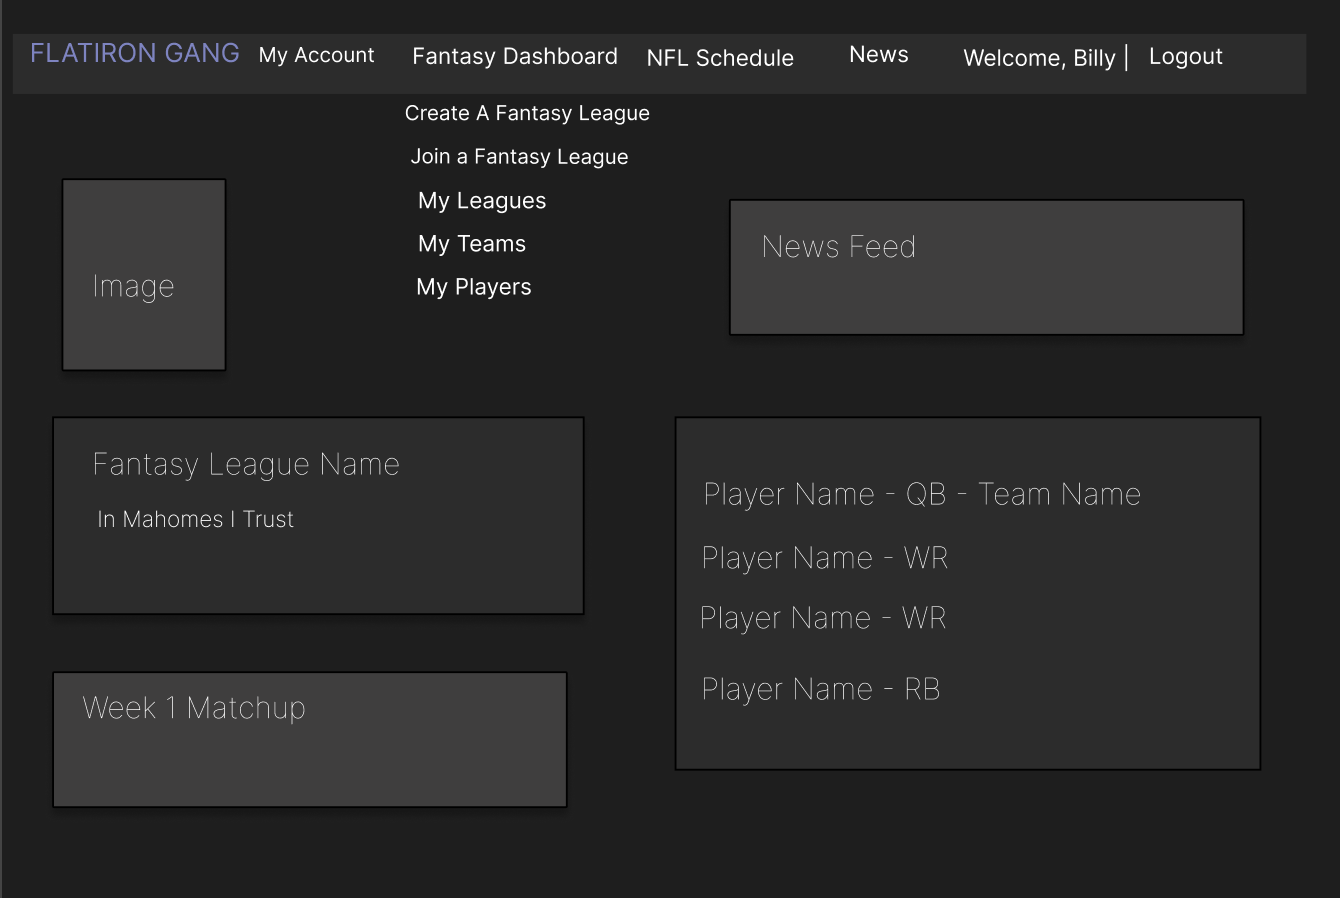 FLATIRON GANG My Account Fantasy Dashboard NFL Schedule News Welcome, Billy | Logout
Create A Fantasy League
Join a Fantasy League
My Leagues
My Teams
My Players
Image
News Feed
Fantasy League Name
In Mahomes I Trust
Week 1 Matchup
Player Name - QB - Team Name
Player Name - WR
Player Name - WR
Player Name - RB